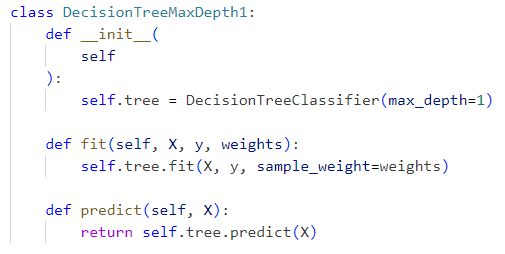 class DecisionTreeMaxDepth1:
    def __init__(
        self
    ):
        self.tree = DecisionTreeClassifier(max_depth=1)

    def fit(self, X, y, weights):
        self.tree.fit(X, y, sample_weight=weights)

    def predict(self, X):
        return self.tree.predict(X)